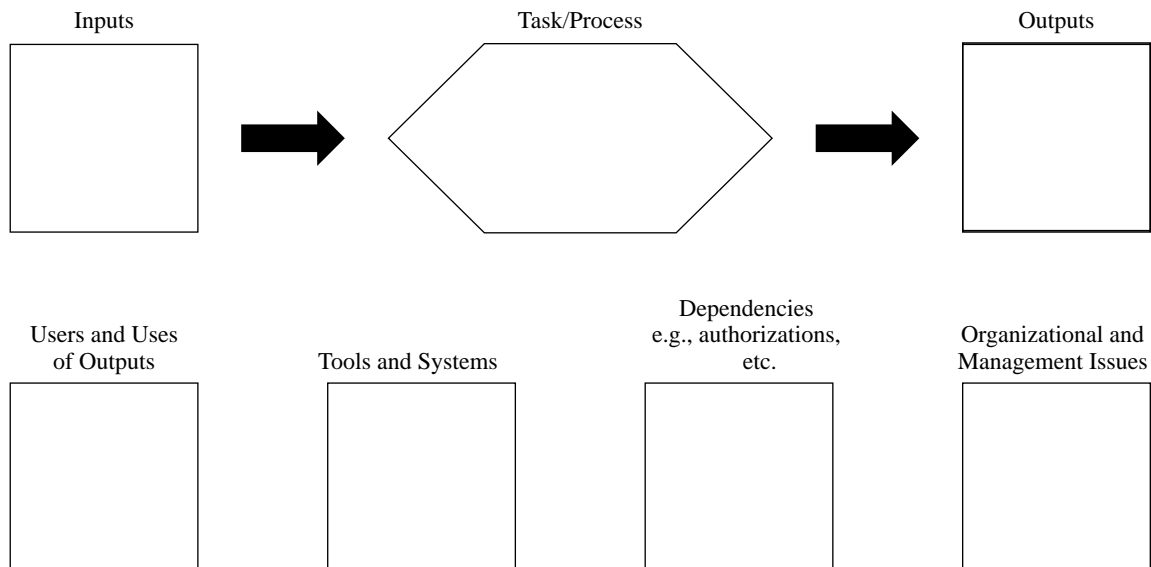 Inputs
Task/Process
Outputs
Users and Uses
of Outputs
Tools and Systems
Dependencies
e.g., authorizations,
etc.
Organizational and
Management Issues